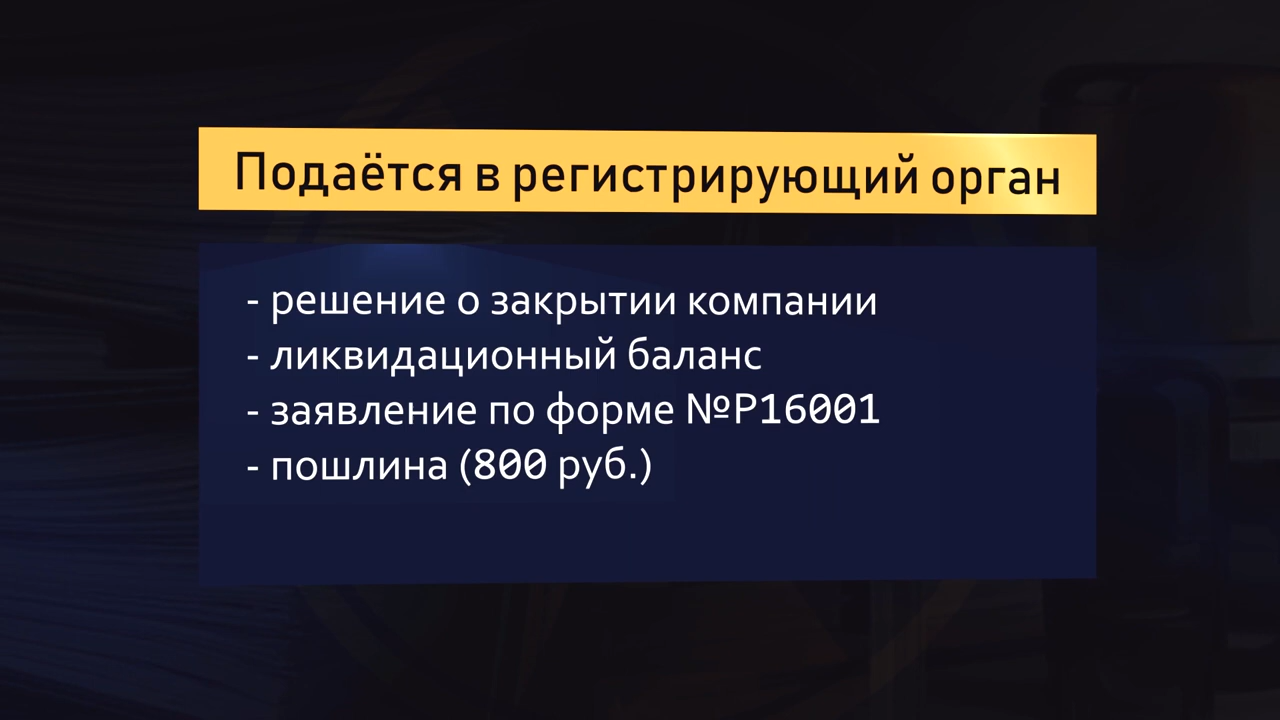 Подаётся в регистрирующий орган
- решение о закрытии компании
- ликвидационный баланс
- заявление по форме №Р16001
- пошлина (800 руб.)